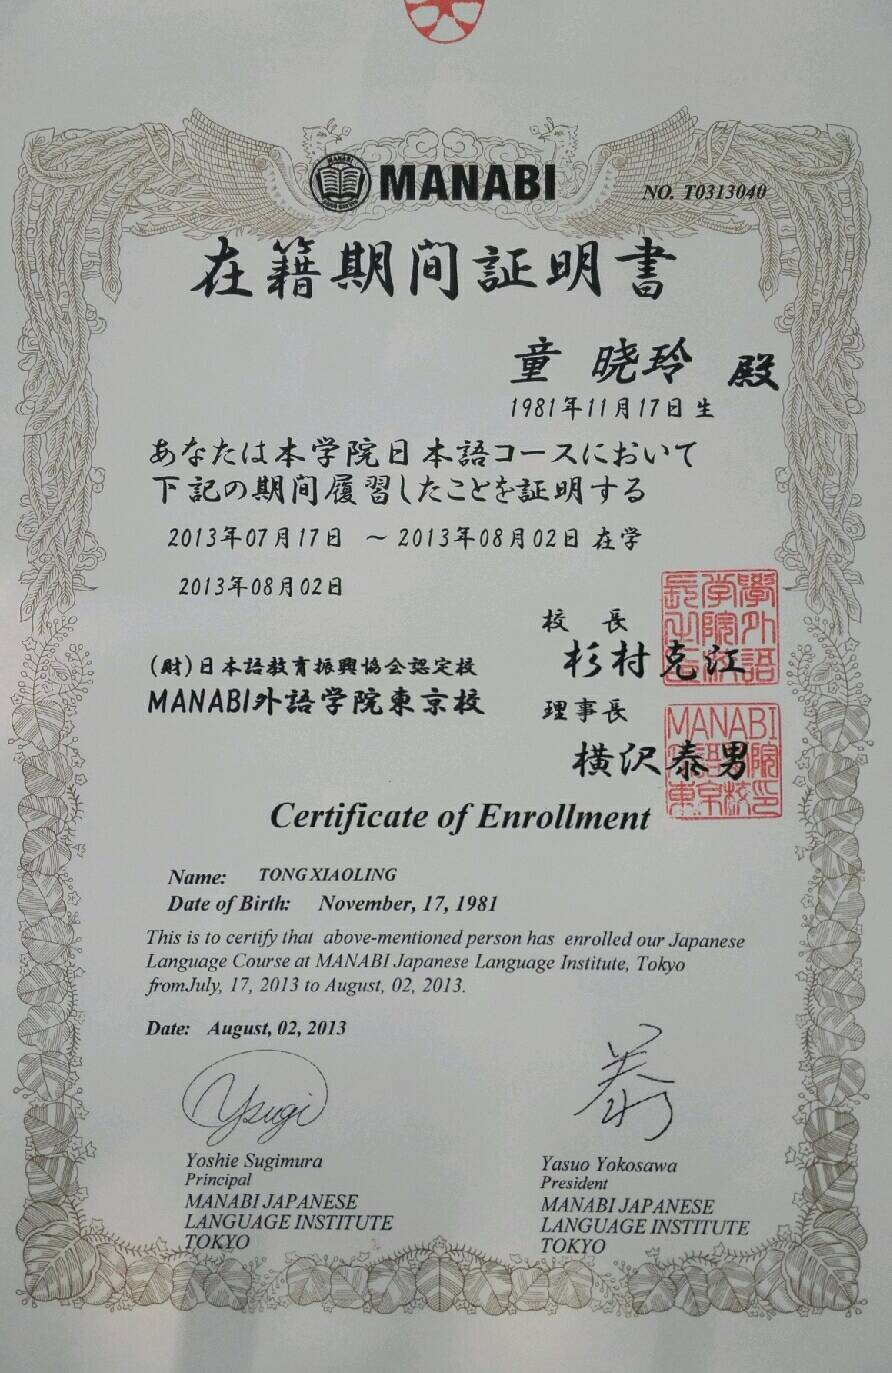 MANABI
NO. T0313040
在籍期间証明書
童 晓玲 殿
1981年11月17日生
あなたは本学院日本語コースにおいて
下記の期间履習したことを証明する
2013年07月17日 ～ 2013年08月02日 在学
2013年08月02日
校 長
杉村克江
(財)日本語教育振興協会認定校
MANABI外語学院東京校
理事長
横沢泰男
MANABI
Certificate of Enrollment
Name: TONG XIAOLING
Date of Birth: November, 17, 1981
This is to certify that above-mentioned person has enrolled our Japanese
Language Course at MANABI Japanese Language Institute, Tokyo
fromJuly, 17, 2013 to August, 02, 2013.
Date: August, 02, 2013
Ysugi
Yoshie Sugimura
Principal
MANABI JAPANESE
LANGUAGE INSTITUTE
TOKYO
Yasuo Yokosawa
President
MANABI JAPANESE
LANGUAGE INSTITUTE
TOKYO